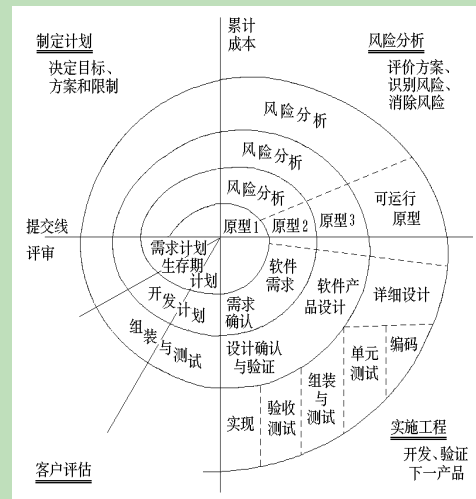 制定计划
决定目标、
方案和限制
累计
成本
风险分析
评价方案、
识别风险、
消除风险
风险分析
风险分析
风险分析
可运行
原型
提交线
评审
原型1
原型2
原型3
需求计划
生存期
计划
软件
需求
开发计划
需求
确认
软件产
品设计
详细设计
组装与测试
设计确认
与验证
实现
验收
测试
组装
与
测试
单元
测试
编码
客户评估
实施工程
开发、验证
下一产品